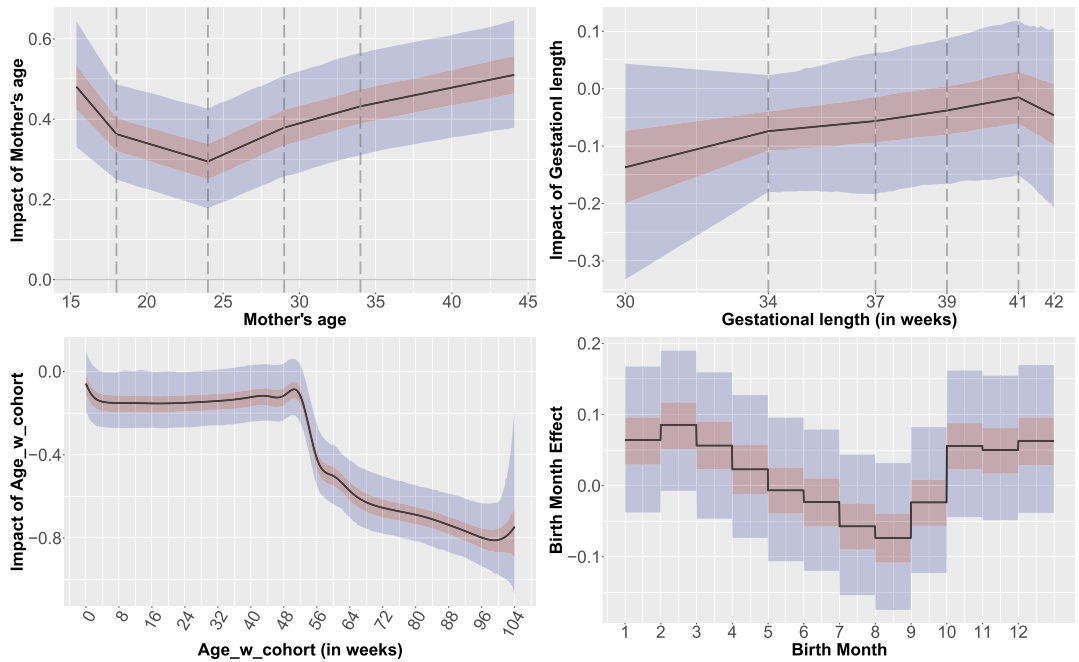 Impact of Mother's age
0.6
0.4
0.2
0.0
15 20 25 30 35 40 45
Mother's age
Impact of Gestationl length
0.1
0.0
−0.1
−0.2
−0.3
30 34 37 39 41 42
Gestational length (in weeks)
Impact of Age_w_cohort
0.0
−0.4
−0.8
0 8 16 24 32 40 48 56 64 72 80 88 96 104
Age_w_cohort (in weeks)
Birth Month Effect
0.2
0.1
0.0
−0.1
1 2 3 4 5 6 7 8 9 10 11 12
Birth Month